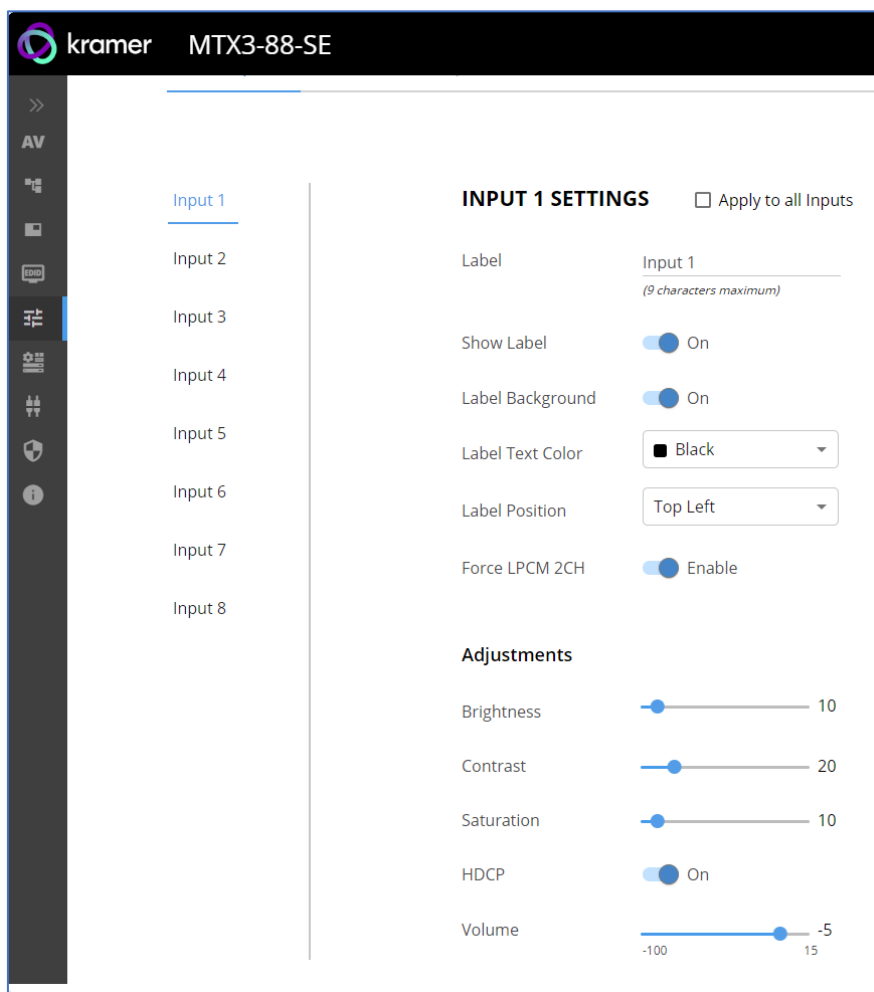 kramer MTX3-88-SE
AV
EDID
Input 1
Input 2
Input 3
Input 4
Input 5
Input 6
Input 7
Input 8
INPUT 1 SETTINGS Apply to all Inputs
Label Input 1
(9 characters maximum)
Show Label On
Label Background On
Label Text Color Black
Label Position Top Left
Force LPCM 2CH Enable
Adjustments
Brightness 10
Contrast 20
Saturation 10
HDCP On
Volume -5
-100 15